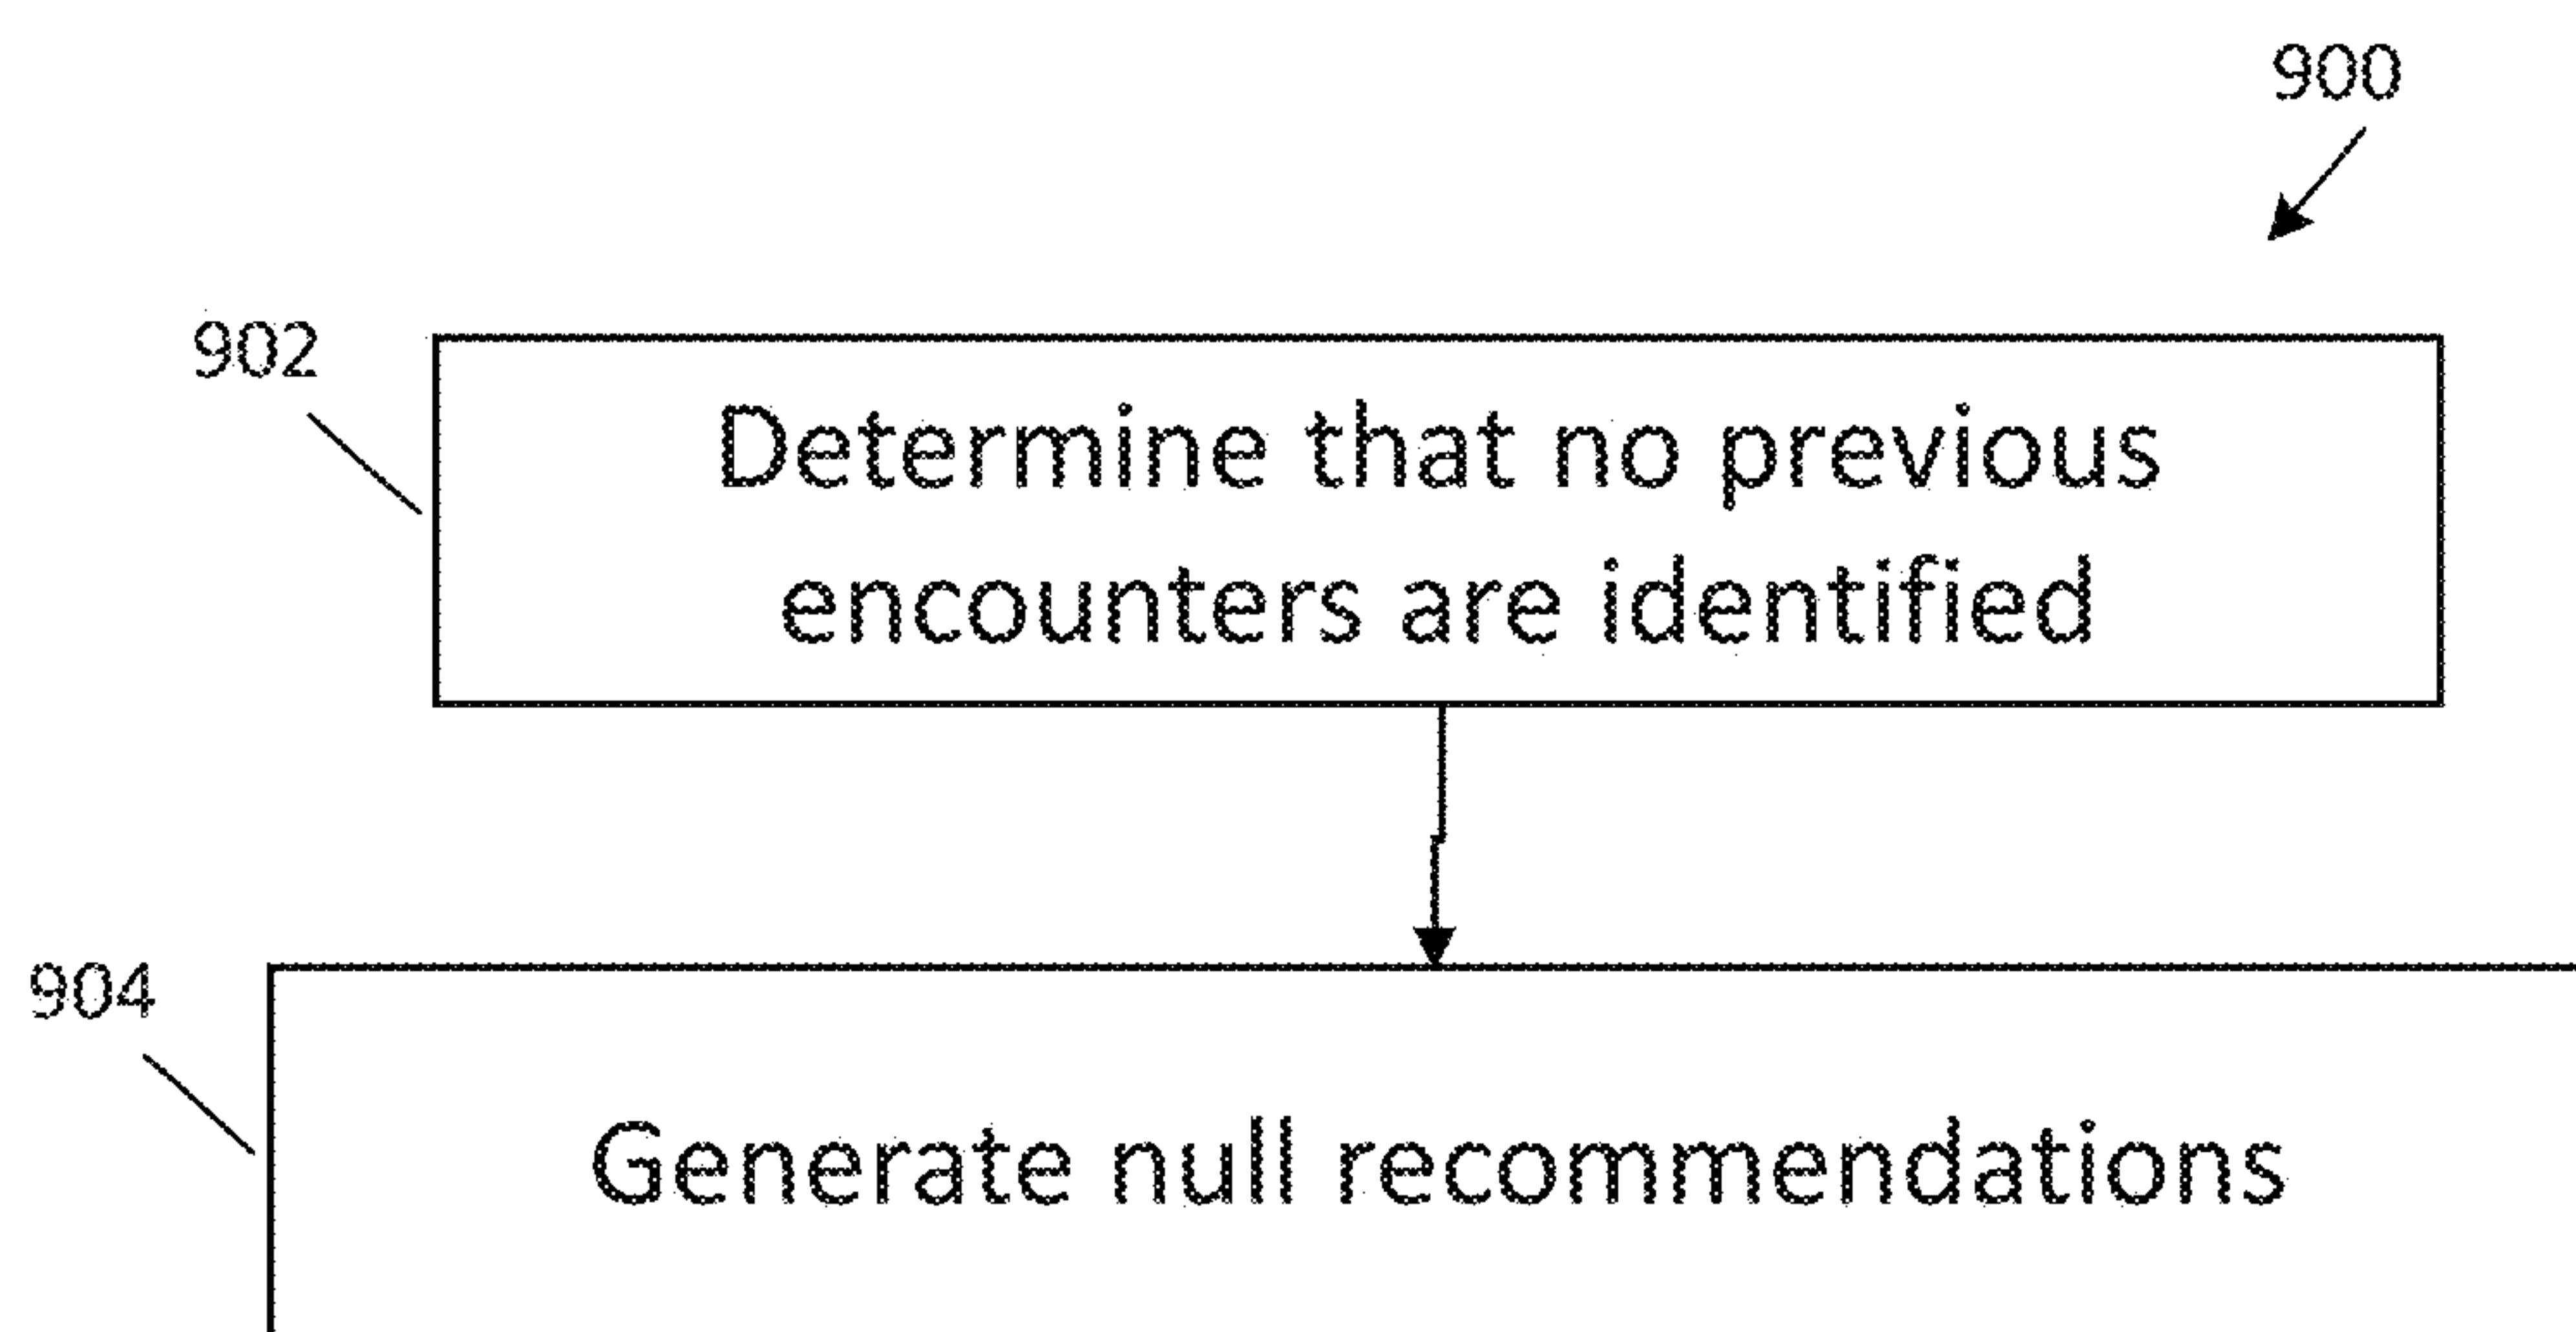 900
902
Determine that no previous
encounters are identified
904
Generate null recommendations